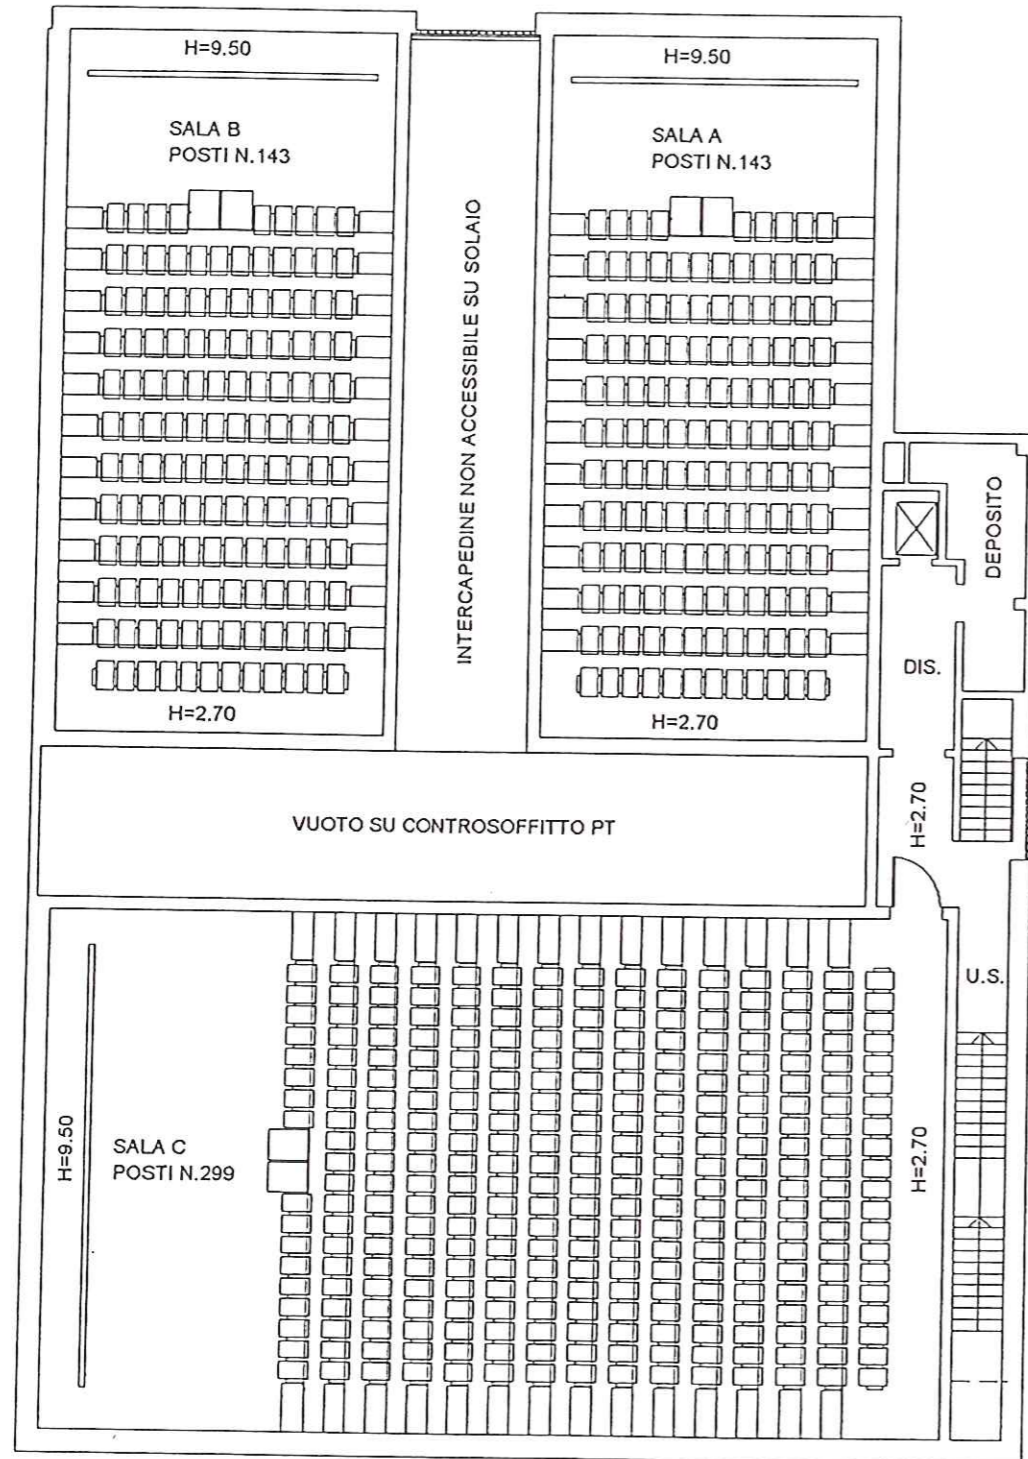 H=9.50
SALA B
POSTI N.143
H=2.70
INTERCAPEDINE NON ACCESSIBILE SU SOLAIO
H=9.50
SALA A
POSTI N.143
H=2.70
DEPOSITO
DIS.
H=2.70
VUOTO SU CONTROSOFFITTO PT
H=9.50
SALA C
POSTI N.299
H=2.70
U.S.